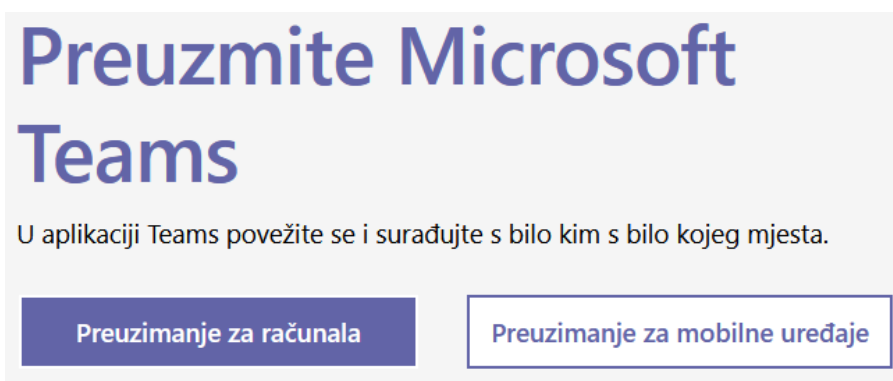 Preuzmite Microsoft
Teams
U aplikaciji Teams povežite se i surađujte s bilo kim s bilo kojeg mjesta.
Preuzimanje za računala
Preuzimanje za mobilne uređaje